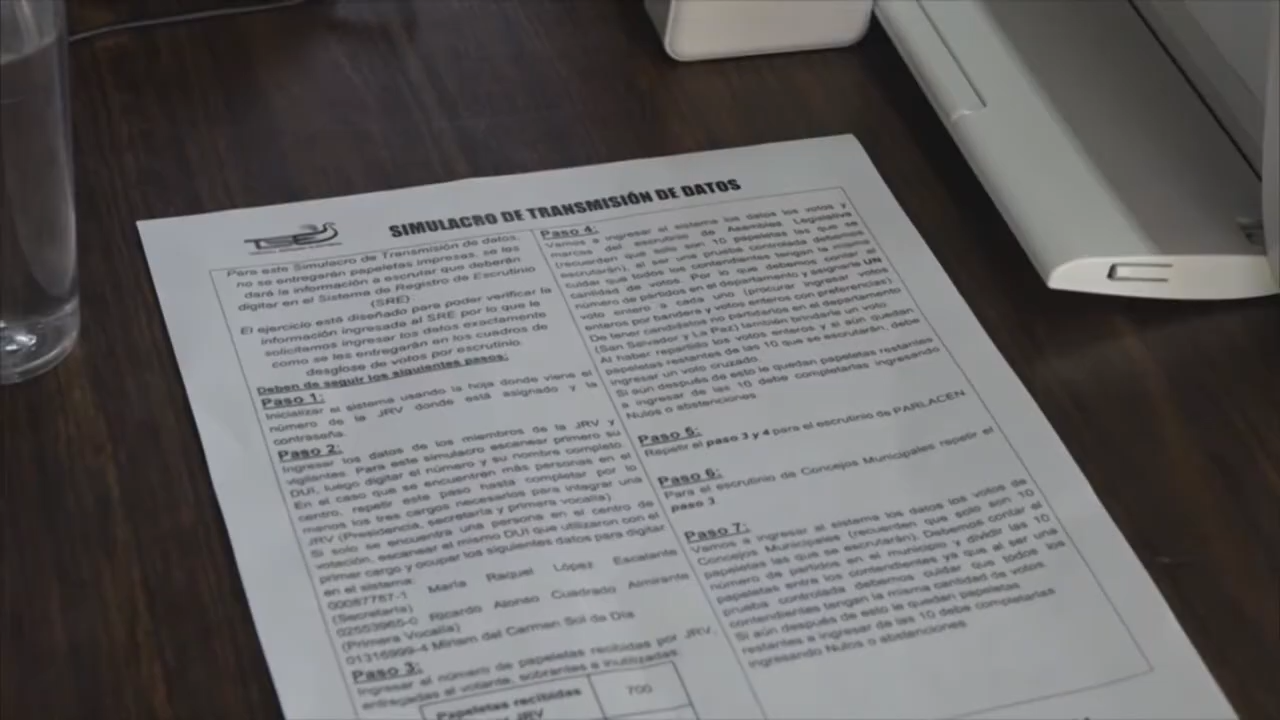 TSE
SIMULACRO DE TRANSMISIÓN DE DATOS
Para este Simulacro de Transmisión de datos,
no se entregarán papeletas impresas, se les
dará la información a escrutar que deberán
digitar en el Sistema de Registro de Escrutinio
(SRE)
El ejercicio está diseñado para poder verificar la
información ingresada al SRE por lo que le
solicitamos ingresar los datos exactamente
como se les entregarán en los cuadros de
desglose de votos por escrutinio.
Deben de seguir los siguientes pasos:
Paso 1:
Inicializar el sistema usando la hoja donde viene el
número de la JRV donde está asignado y la
contraseña.
Paso 2:
Ingresar los datos de los miembros de la JRV y
vigilantes. Para este simulacro escanear primero su
DUI, luego digitar el número y su nombre completo.
En el caso que se encuentren más personas en el
centro, repetir este paso hasta completar por lo
menos los tres cargos necesarios para integrar una
JRV (Presidencia, secretaría y primera vocalía).
Si solo se encuentra una persona en el centro de
votación, escanear el mismo DUI que utilizaron con el
primer cargo y ocupar los siguientes datos para digitar
en el sistema:
00087787-1 María Raquel López Escalante
(Secretaria)
02553965-0 Ricardo Alonso Cuadrado Almirante
(Primera Vocalía)
01316999-4 Miriam del Carmen Sol de Día
Paso 3:
Ingresar el número de papeletas recibidas por JRV,
entregadas al votante, sobrantes e inutilizadas.
Papeletas recibidas 700
JRV
Paso 4:
Vamos a ingresar al sistema los datos los votos y
marcas del escrutinio de Asamblea Legislativa
(recuerden que solo son 10 papeletas las que se
escrutarán), al ser una prueba controlada debemos
cuidar que todos los contendientes tengan la misma
cantidad de votos. Por lo que debemos contar el
número de partidos en el departamento y asignarle UN
voto entero a cada uno (procurar ingresar votos
enteros por bandera y votos enteros con preferencias)
De tener candidatos no partidarios en el departamento
(San Salvador y La Paz) también brindarle un voto.
Al haber repartido los votos enteros y si aún quedan
papeletas restantes de las 10 que se escrutarán, debe
ingresar un voto cruzado.
Si aún después de esto le quedan papeletas restantes
a ingresar de las 10 debe completarlas ingresando
Nulos o abstenciones
Paso 5:
Repetir el paso 3 y 4 para el escrutinio de PARLACEN.
Paso 6:
Para el escrutinio de Concejos Municipales repetir el
paso 3
Paso 7:
Vamos a ingresar al sistema los datos los votos de
Concejos Municipales (recuerden que solo son 10
papeletas las que se escrutarán). Debemos contar el
número de partidos en el municipio y dividir las 10
papeletas entre los contendientes ya que al ser una
prueba controlada debemos cuidar que todos los
contendientes tengan la misma cantidad de votos.
Si aún después de esto le quedan papeletas
restantes a ingresar de las 10 debe completarlas
ingresando Nulos o abstenciones